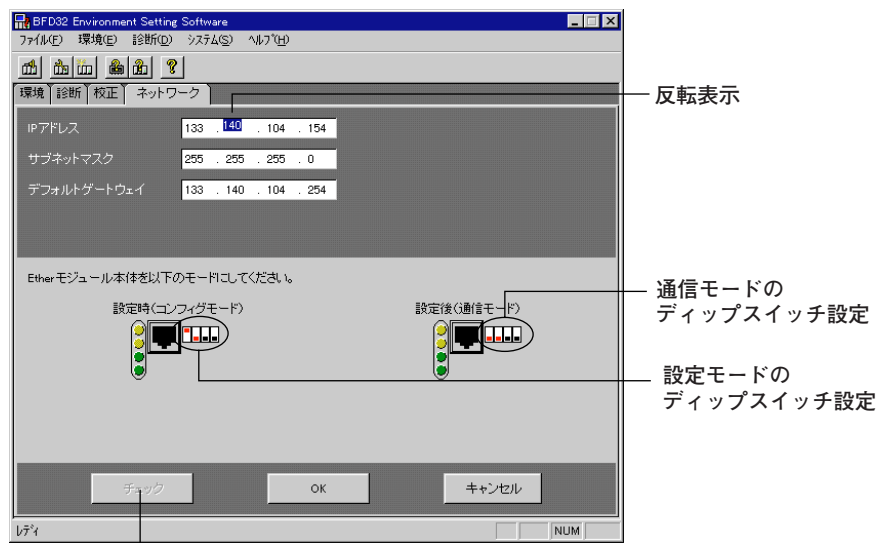 BFD32 Environment Setting Software
ファイル(F) 環境(E) 診断(D) システム(S) ヘルプ(H)
環境 診断 校正 ネットワーク
反転表示
IPアドレス 133 . 140 . 104 . 154
サブネットマスク 255 . 255 . 255 . 0
デフォルトゲートウェイ 133 . 140 . 104 . 254
Etherモジュール本体を以下のモードにしてください。
設定時(コンフィグモード) 設定後(通信モード)
通信モードの
ディップスイッチ設定
設定モードの
ディップスイッチ設定
チェック OK キャンセル
レディ NUM